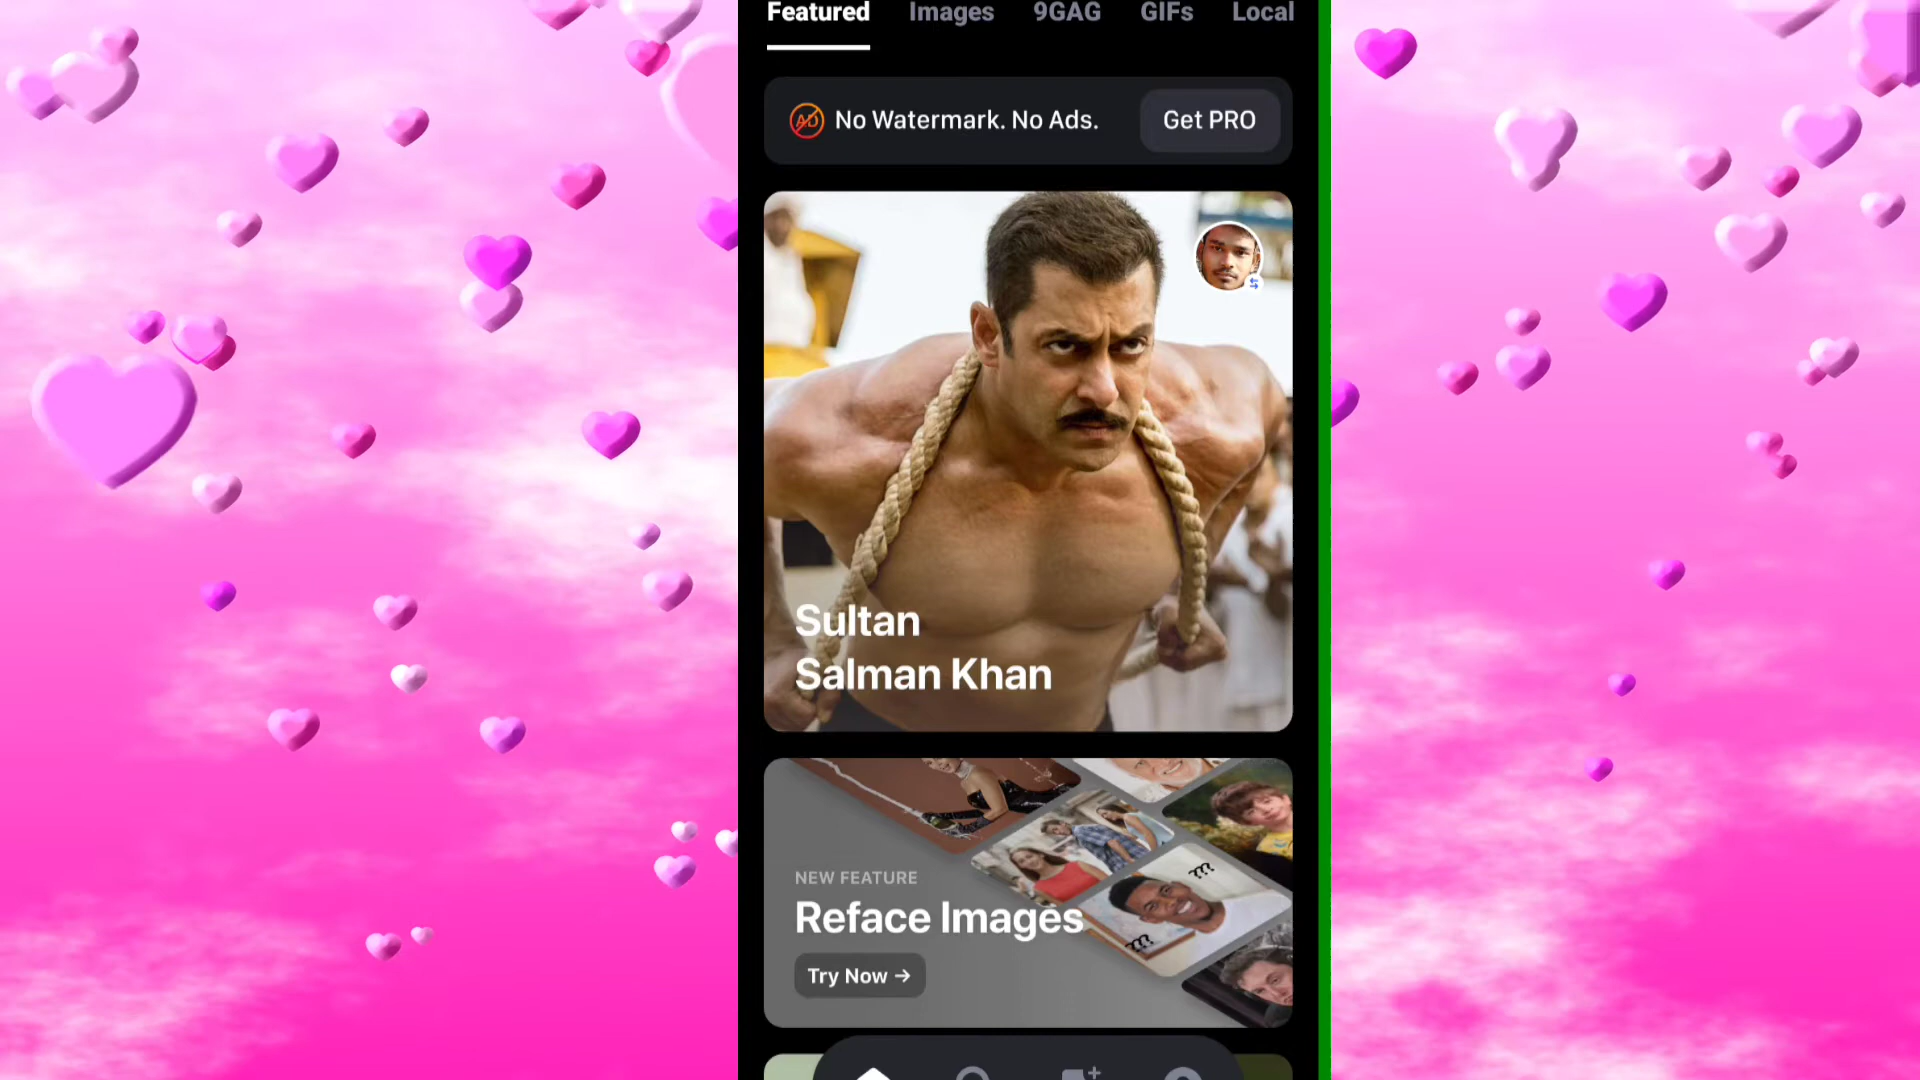 Featured Images 9GAG GIFs Local
AD No Watermark. No Ads. Get PRO
Sultan
Salman Khan
NEW FEATURE
Reface Images
Try Now →
???
???